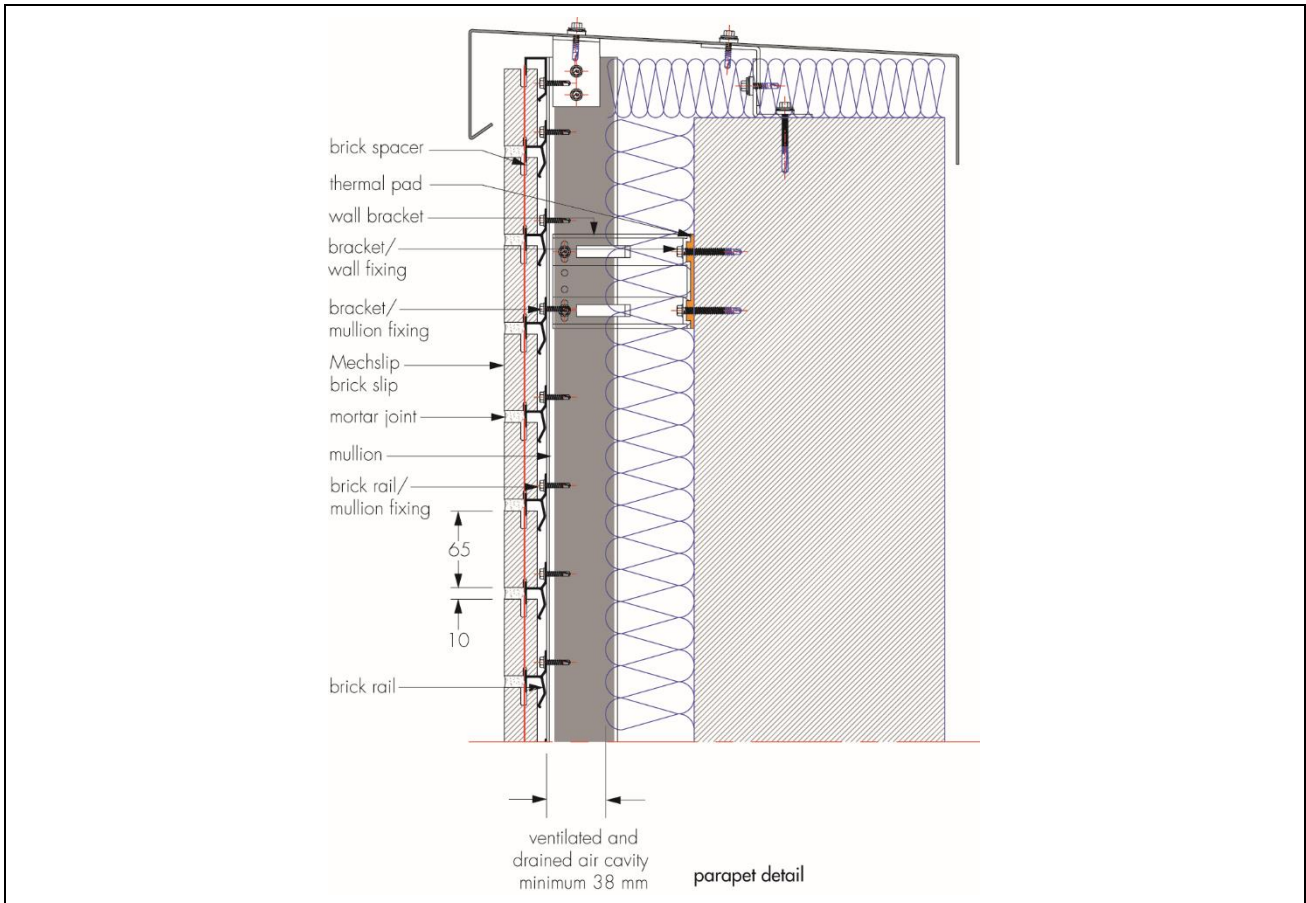 brick spacer
thermal pad
wall bracket
bracket/
wall fixing
bracket/
mullion fixing
Mechslip
brick slip
mortar joint
mullion
brick rail/
mullion fixing
65
10
brick rail
ventilated and
drained air cavity
minimum 38 mm
parapet detail